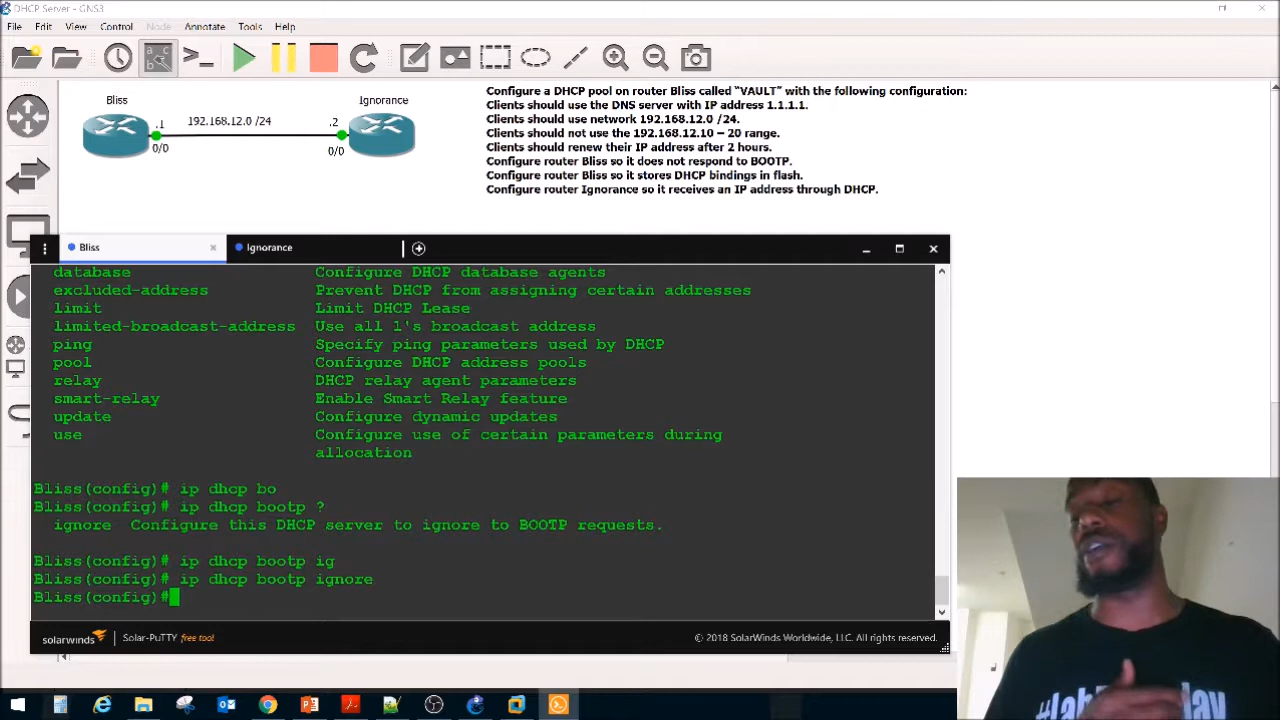 DHCP Server - GNS3
File Edit View Control Node Annotate Tools Help
Bliss
Ignorance
.1
192.168.12.0 /24
.2
0/0
0/0
Configure a DHCP pool on router Bliss called "VAULT" with the following configuration:
Clients should use the DNS server with IP address 1.1.1.1.
Clients should use network 192.168.12.0 /24.
Clients should not use the 192.168.12.10 – 20 range.
Clients should renew their IP address after 2 hours.
Configure router Bliss so it does not respond to BOOTP.
Configure router Bliss so it stores DHCP bindings in flash.
Configure router Ignorance so it receives an IP address through DHCP.
Bliss
Ignorance
database Configure DHCP database agents
excluded-address Prevent DHCP from assigning certain addresses
limit Limit DHCP Lease
limited-broadcast-address Use all 1's broadcast address
ping Specify ping parameters used by DHCP
pool Configure DHCP address pools
relay DHCP relay agent parameters
smart-relay Enable Smart Relay feature
update Configure dynamic updates
use Configure use of certain parameters during
allocation
Bliss(config)# ip dhcp bo
Bliss(config)# ip dhcp bootp ?
ignore Configure this DHCP server to ignore to BOOTP requests.
Bliss(config)# ip dhcp bootp ig
Bliss(config)# ip dhcp bootp ignore
Bliss(config)#
solarwinds Solar-PuTTY free tool
© 2018 SolarWinds Worldwide, LLC. All rights reserved.